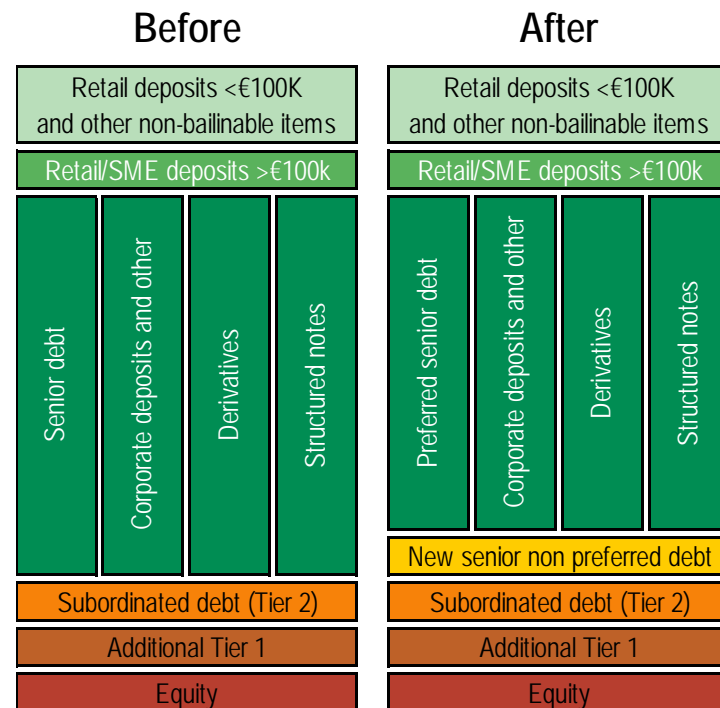 Before
Retail deposits <€100K
and other non-bailinable items
Retail/SME deposits >€100k
Senior debt
Corporate deposits and other
Derivatives
Structured notes
Subordinated debt (Tier 2)
Additional Tier 1
Equity
After
Retail deposits <€100K
and other non-bailinable items
Retail/SME deposits >€100k
Preferred senior debt
Corporate deposits and other
Derivatives
Structured notes
New senior non preferred debt
Subordinated debt (Tier 2)
Additional Tier 1
Equity